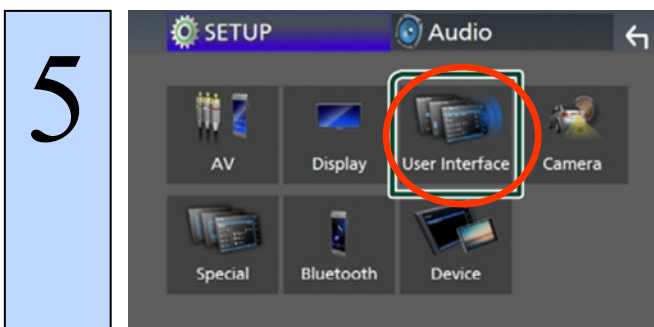 5
SETUP
Audio
AV
Display
User Interface
Camera
Special
Bluetooth
Device